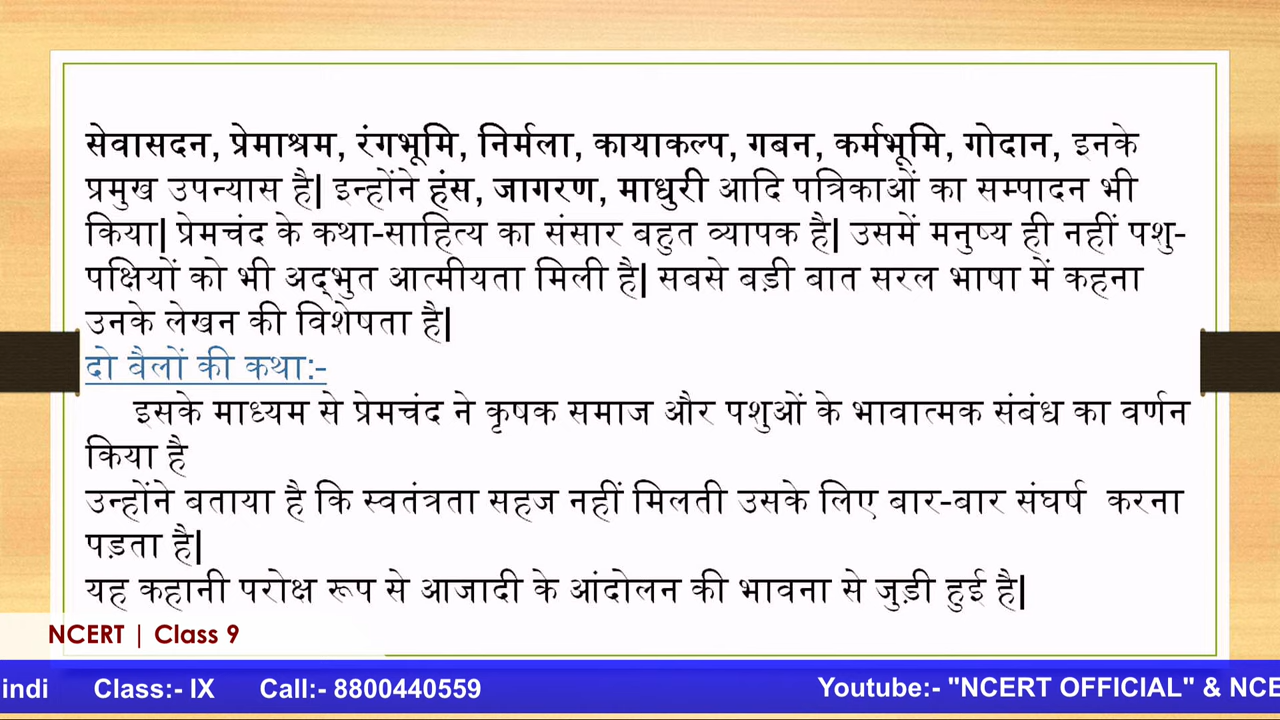 सेवासदन, प्रेमाश्रम, रंगभूमि, निर्मला, कायाकल्प, गबन, कर्मभूमि, गोदान, इनके
प्रमुख उपन्यास है| इन्होंने हंस, जागरण, माधुरी आदि पत्रिकाओं का सम्पादन भी
किया| प्रेमचंद के कथा-साहित्य का संसार बहुत व्यापक है| उसमें मनुष्य ही नहीं पशु-
पक्षियों को भी अद्भुत आत्मीयता मिली है| सबसे बड़ी बात सरल भाषा में कहना
उनके लेखन की विशेषता है|
दो बैलों की कथा:-
इसके माध्यम से प्रेमचंद ने कृषक समाज और पशुओं के भावात्मक संबंध का वर्णन
किया है
उन्होंने बताया है कि स्वतंत्रता सहज नहीं मिलती उसके लिए बार-बार संघर्ष करना
पड़ता है|
यह कहानी परोक्ष रूप से आजादी के आंदोलन की भावना से जुड़ी हुई है|
NCERT | Class 9
indi Class:- IX Call:- 8800440559 Youtube:- "NCERT OFFICIAL" & NCE